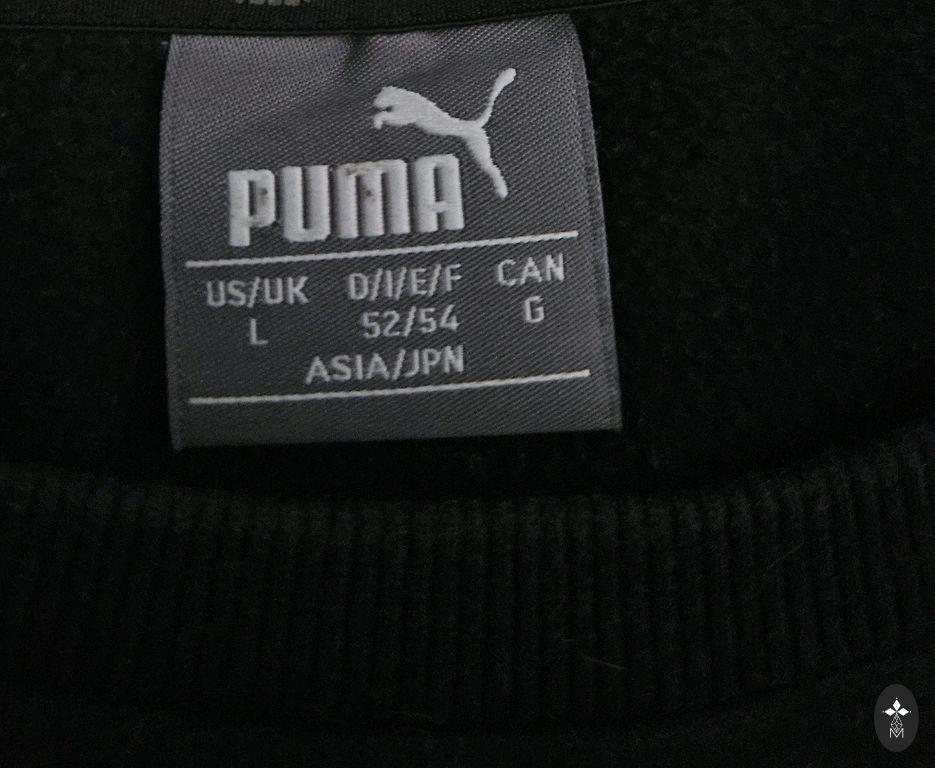 PUMA
US/UK D/I/E/F CAN
L 52/54 G
ASIA/JPN
M